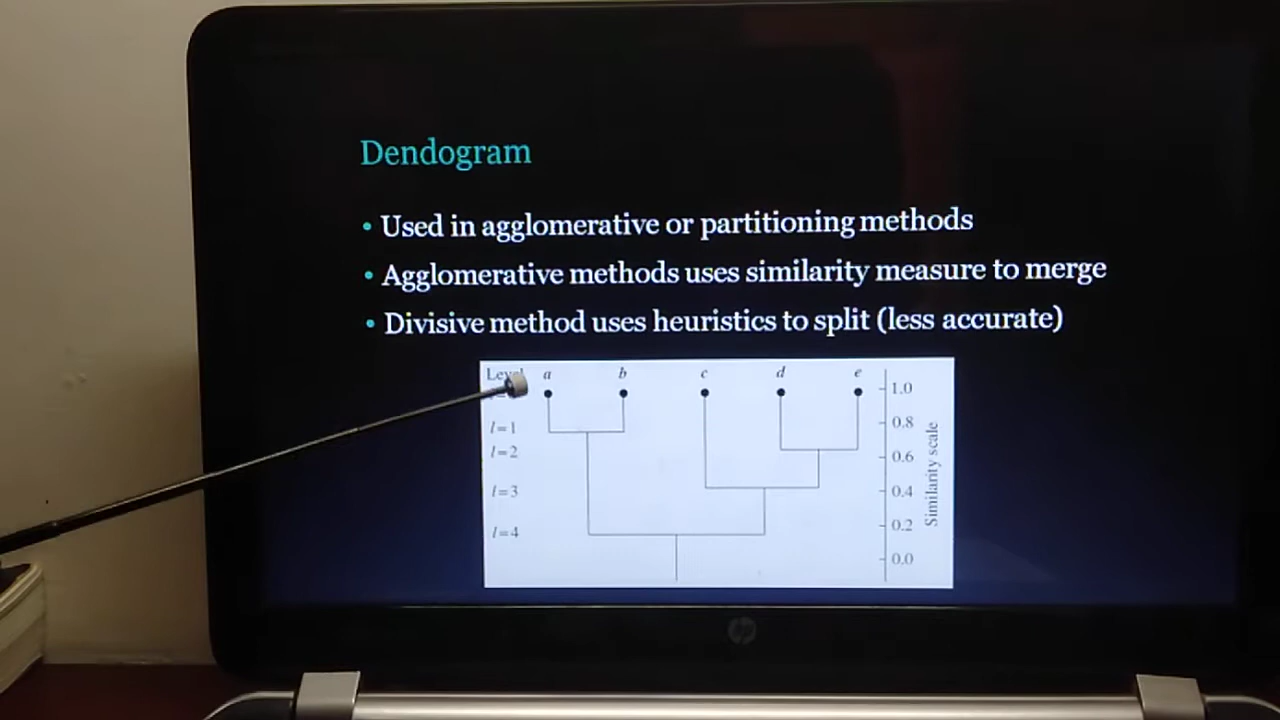 Dendogram
• Used in agglomerative or partitioning methods
• Agglomerative methods uses similarity measure to merge
• Divisive method uses heuristics to split (less accurate)
a b c d e
1.0
l=1
0.8
l=2
0.6
l=3
0.4
l=4
0.2
0.0
Similarity scale
hp